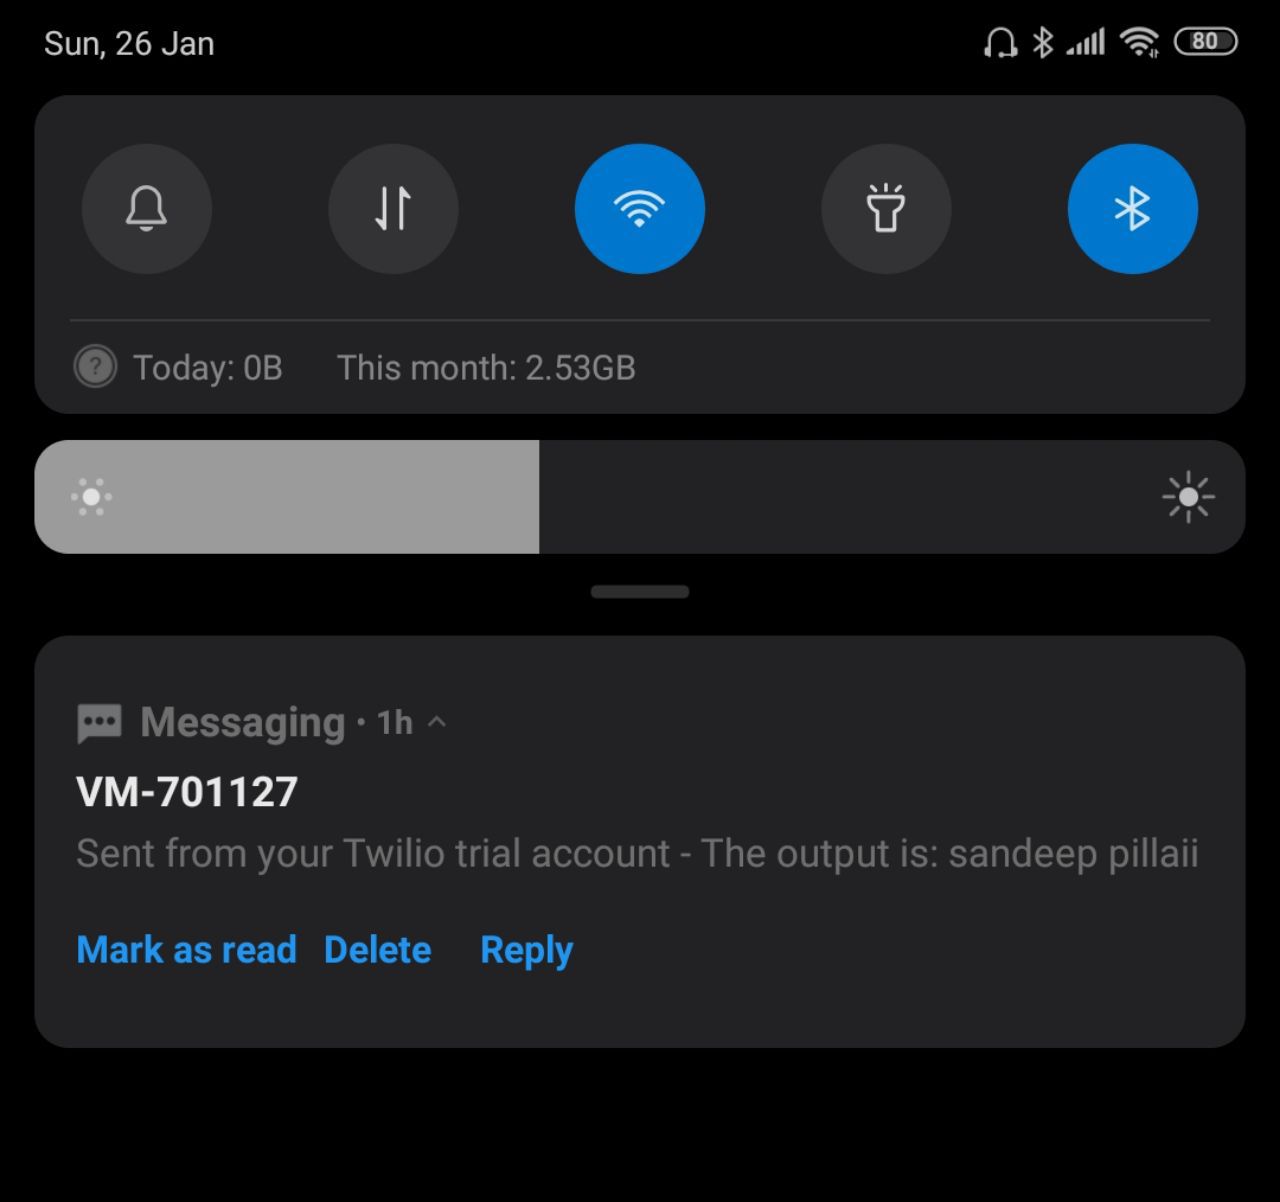 Sun, 26 Jan 80
? Today: 0B This month: 2.53GB
Messaging • 1h
VM-701127
Sent from your Twilio trial account - The output is: sandeep pillaii
Mark as read Delete Reply